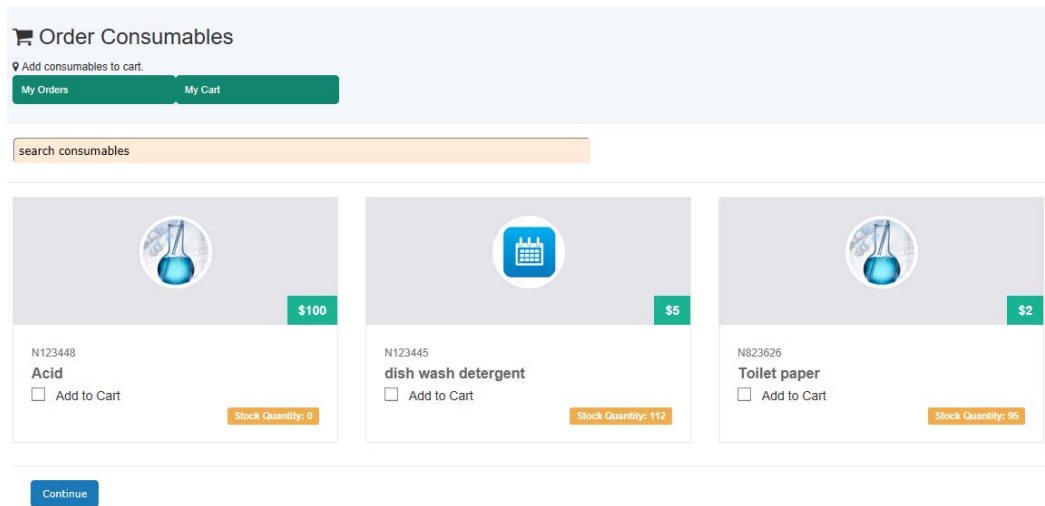 Order Consumables
Add consumables to cart.
My Orders My Cart
search consumables
$100
N123448
Acid
Add to Cart
Stock Quantity: 0
$5
N123445
dish wash detergent
Add to Cart
Stock Quantity: 112
$2
N823626
Toilet paper
Add to Cart
Stock Quantity: 95
Continue